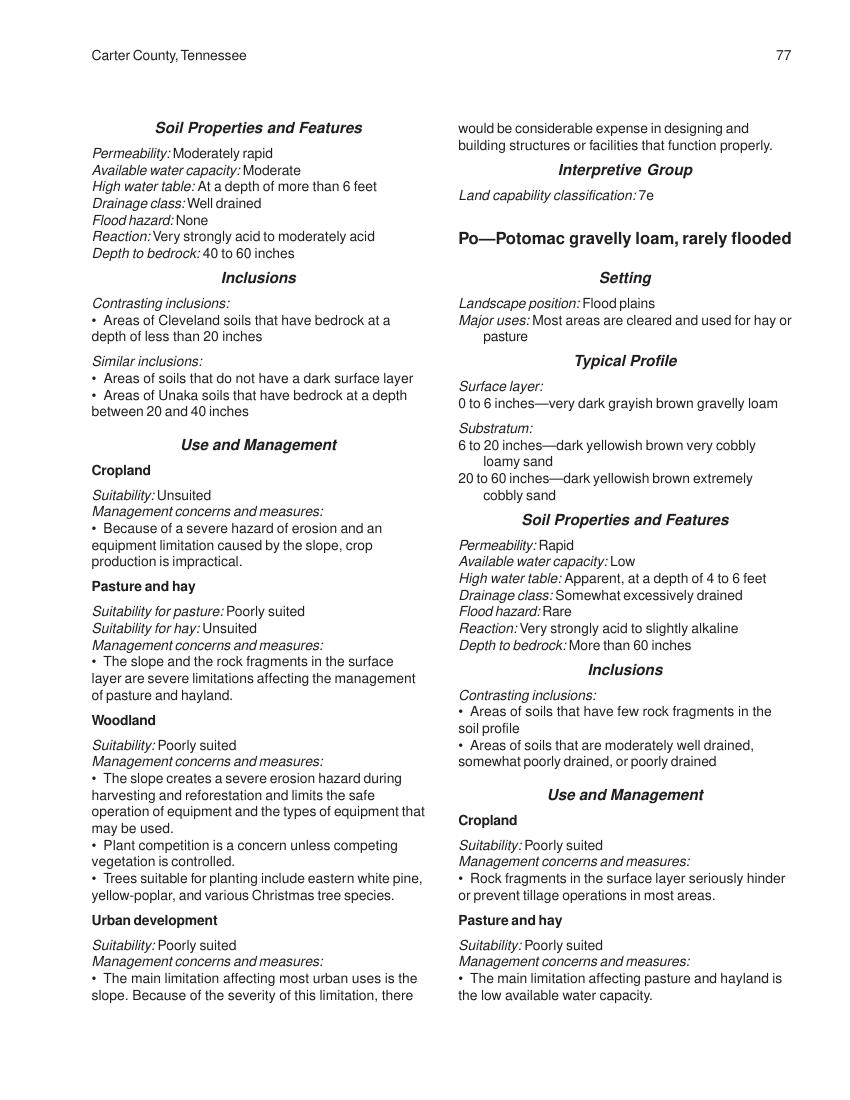 Carter County, Tennessee
77
Soil Properties and Features
Permeability: Moderately rapid
Available water capacity: Moderate
High water table: At a depth of more than 6 feet
Drainage class: Well drained
Flood hazard: None
Reaction: Very strongly acid to moderately acid
Depth to bedrock: 40 to 60 inches
Inclusions
Contrasting inclusions:
• Areas of Cleveland soils that have bedrock at a
depth of less than 20 inches
Similar inclusions:
• Areas of soils that do not have a dark surface layer
• Areas of Unaka soils that have bedrock at a depth
between 20 and 40 inches
Use and Management
Cropland
Suitability: Unsuited
Management concerns and measures:
• Because of a severe hazard of erosion and an
equipment limitation caused by the slope, crop
production is impractical.
Pasture and hay
Suitability for pasture: Poorly suited
Suitability for hay: Unsuited
Management concerns and measures:
• The slope and the rock fragments in the surface
layer are severe limitations affecting the management
of pasture and hayland.
Woodland
Suitability: Poorly suited
Management concerns and measures:
• The slope creates a severe erosion hazard during
harvesting and reforestation and limits the safe
operation of equipment and the types of equipment that
may be used.
• Plant competition is a concern unless competing
vegetation is controlled.
• Trees suitable for planting include eastern white pine,
yellow-poplar, and various Christmas tree species.
Urban development
Suitability: Poorly suited
Management concerns and measures:
• The main limitation affecting most urban uses is the
slope. Because of the severity of this limitation, there
would be considerable expense in designing and
building structures or facilities that function properly.
Interpretive Group
Land capability classification: 7e
Po—Potomac gravelly loam, rarely flooded
Setting
Landscape position: Flood plains
Major uses: Most areas are cleared and used for hay or
pasture
Typical Profile
Surface layer:
0 to 6 inches—very dark grayish brown gravelly loam
Substratum:
6 to 20 inches—dark yellowish brown very cobbly
loamy sand
20 to 60 inches—dark yellowish brown extremely
cobbly sand
Soil Properties and Features
Permeability: Rapid
Available water capacity: Low
High water table: Apparent, at a depth of 4 to 6 feet
Drainage class: Somewhat excessively drained
Flood hazard: Rare
Reaction: Very strongly acid to slightly alkaline
Depth to bedrock: More than 60 inches
Inclusions
Contrasting inclusions:
• Areas of soils that have few rock fragments in the
soil profile
• Areas of soils that are moderately well drained,
somewhat poorly drained, or poorly drained
Use and Management
Cropland
Suitability: Poorly suited
Management concerns and measures:
• Rock fragments in the surface layer seriously hinder
or prevent tillage operations in most areas.
Pasture and hay
Suitability: Poorly suited
Management concerns and measures:
• The main limitation affecting pasture and hayland is
the low available water capacity.